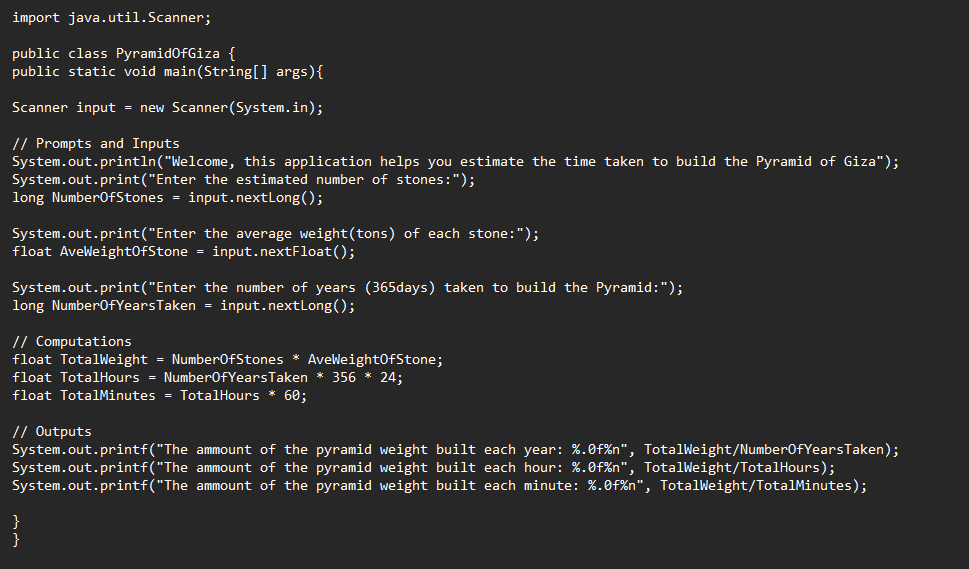 import java.util.Scanner;
public class PyramidOfGiza {
public static void main(String[] args){
Scanner input = new Scanner(System.in);
// Prompts and Inputs
System.out.println("Welcome, this application helps you estimate the time taken to build the Pyramid of Giza");
System.out.print("Enter the estimated number of stones:");
long NumberOfStones = input.nextLong();
System.out.print("Enter the average weight(tons) of each stone:");
float AveWeightOfStone = input.nextFloat();
System.out.print("Enter the number of years (365days) taken to build the Pyramid:");
long NumberOfYearsTaken = input.nextLong();
// Computations
float TotalWeight = NumberOfStones * AveWeightOfStone;
float TotalHours = NumberOfYearsTaken * 356 * 24;
float TotalMinutes = TotalHours * 60;
// Outputs
System.out.printf("The ammount of the pyramid weight built each year: %.0f%n", TotalWeight/NumberOfYearsTaken);
System.out.printf("The ammount of the pyramid weight built each hour: %.0f%n", TotalWeight/TotalHours);
System.out.printf("The ammount of the pyramid weight built each minute: %.0f%n", TotalWeight/TotalMinutes);
}
}